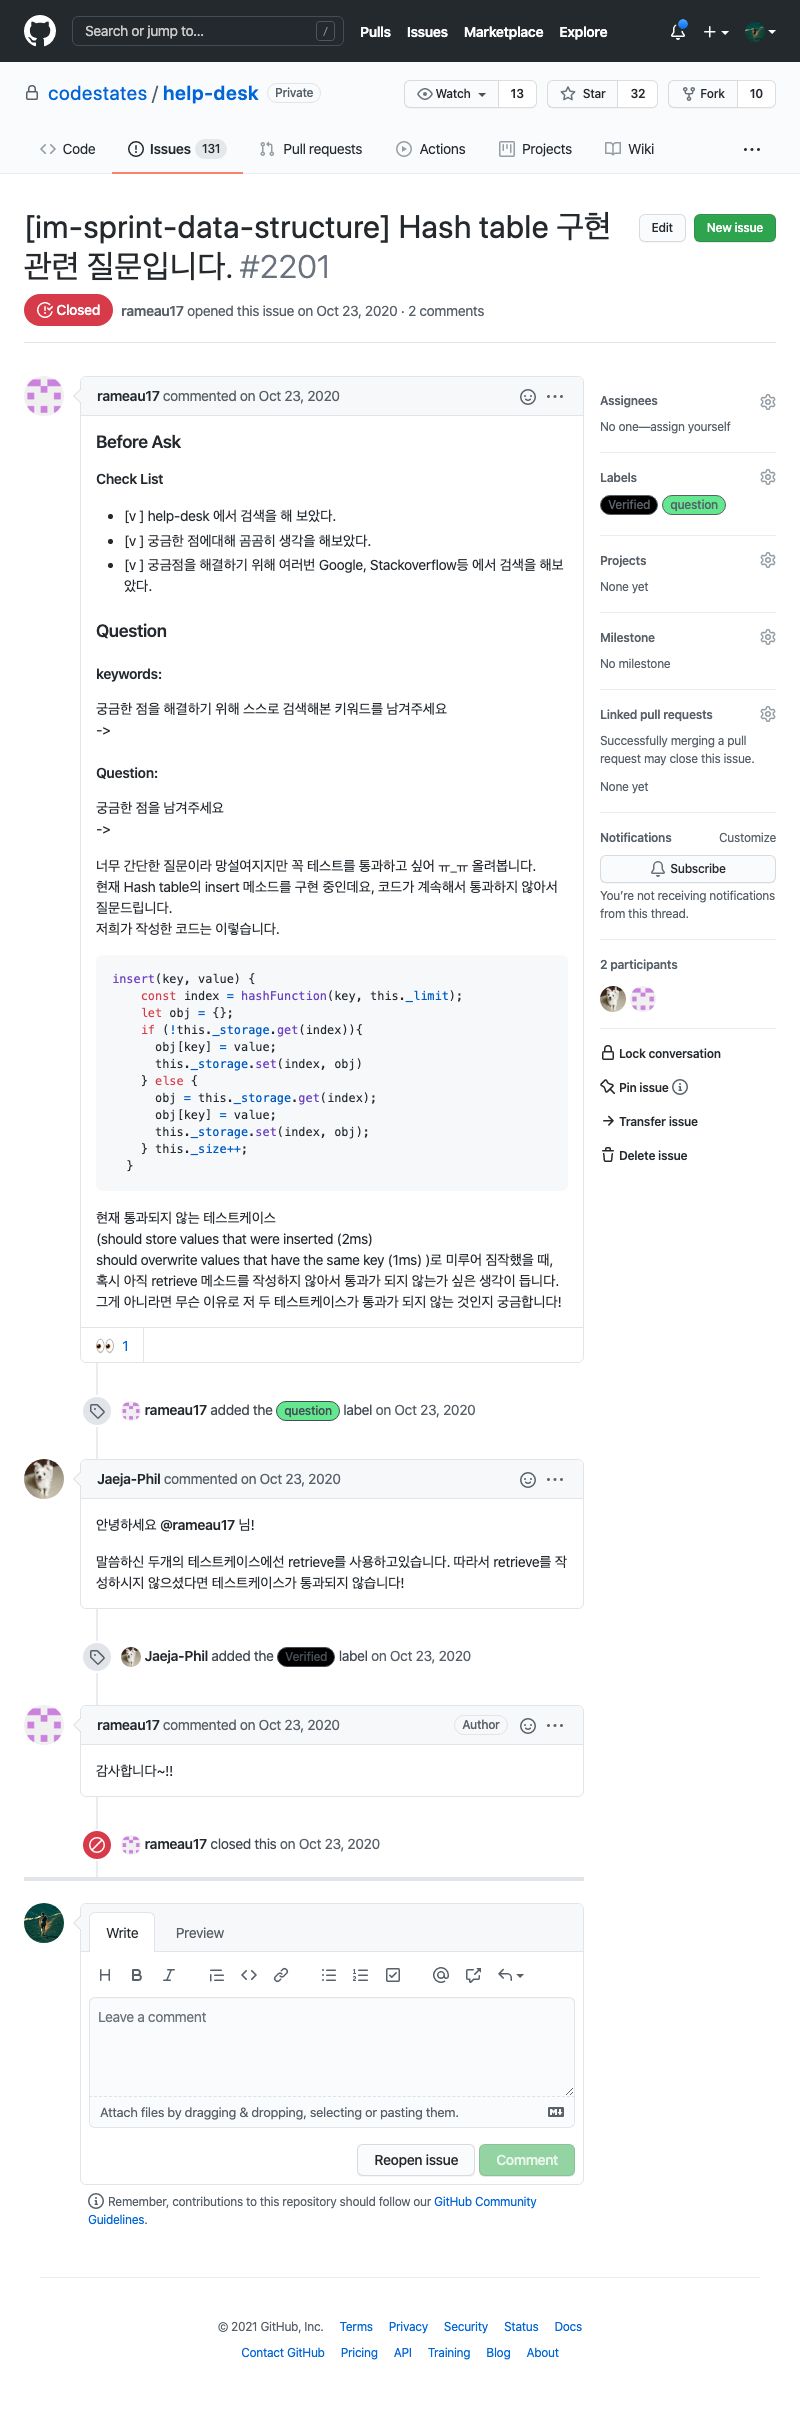 Search or jump to...
/
Pulls
Issues
Marketplace
Explore
codestates / help-desk
Private
Watch
13
Star
32
Fork
10
Code
Issues
131
Pull requests
Actions
Projects
Wiki
[im-sprint-data-structure] Hash table 구현
관련 질문입니다. #2201
Edit
New issue
Closed
rameau17 opened this issue on Oct 23, 2020 · 2 comments
rameau17 commented on Oct 23, 2020
Before Ask
Check List
[v ] help-desk 에서 검색을 해 보았다.
[v ] 궁금한 점에대해 곰곰히 생각을 해보았다.
[v ] 궁금점을 해결하기 위해 여러번 Google, Stackoverflow등 에서 검색을 해보
았다.
Question
keywords:
궁금한 점을 해결하기 위해 스스로 검색해본 키워드를 남겨주세요
->
Question:
궁금한 점을 남겨주세요
->
너무 간단한 질문이라 망설여지지만 꼭 테스트를 통과하고 싶어 ㅠ_ㅠ 올려봅니다.
현재 Hash table의 insert 메소드를 구현 중인데요, 코드가 계속해서 통과하지 않아서
질문드립니다.
저희가 작성한 코드는 이렇습니다.
insert(key, value) {
const index = hashFunction(key, this._limit);
let obj = {};
if (!this._storage.get(index)){
obj[key] = value;
this._storage.set(index, obj)
} else {
obj = this._storage.get(index);
obj[key] = value;
this._storage.set(index, obj);
} this._size++;
}
현재 통과되지 않는 테스트케이스
(should store values that were inserted (2ms)
should overwrite values that have the same key (1ms) )로 미루어 짐작했을 때,
혹시 아직 retrieve 메소드를 작성하지 않아서 통과가 되지 않는가 싶은 생각이 듭니다.
그게 아니라면 무슨 이유로 저 두 테스트케이스가 통과가 되지 않는 것인지 궁금합니다!
👀 1
rameau17 added the question label on Oct 23, 2020
Jaeja-Phil commented on Oct 23, 2020
안녕하세요 @rameau17 님!
말씀하신 두개의 테스트케이스에선 retrieve를 사용하고있습니다. 따라서 retrieve를 작
성하시지 않으셨다면 테스트케이스가 통과되지 않습니다!
Jaeja-Phil added the Verified label on Oct 23, 2020
rameau17 commented on Oct 23, 2020
Author
감사합니다~!!
rameau17 closed this on Oct 23, 2020
Write
Preview
Leave a comment
Attach files by dragging & dropping, selecting or pasting them.
Reopen issue
Comment
Remember, contributions to this repository should follow our GitHub Community
Guidelines.
Assignees
No one—assign yourself
Labels
Verified
question
Projects
None yet
Milestone
No milestone
Linked pull requests
Successfully merging a pull
request may close this issue.
None yet
Notifications
Customize
Subscribe
You're not receiving notifications
from this thread.
2 participants
Lock conversation
Pin issue
Transfer issue
Delete issue
© 2021 GitHub, Inc.
Terms
Privacy
Security
Status
Docs
Contact GitHub
Pricing
API
Training
Blog
About